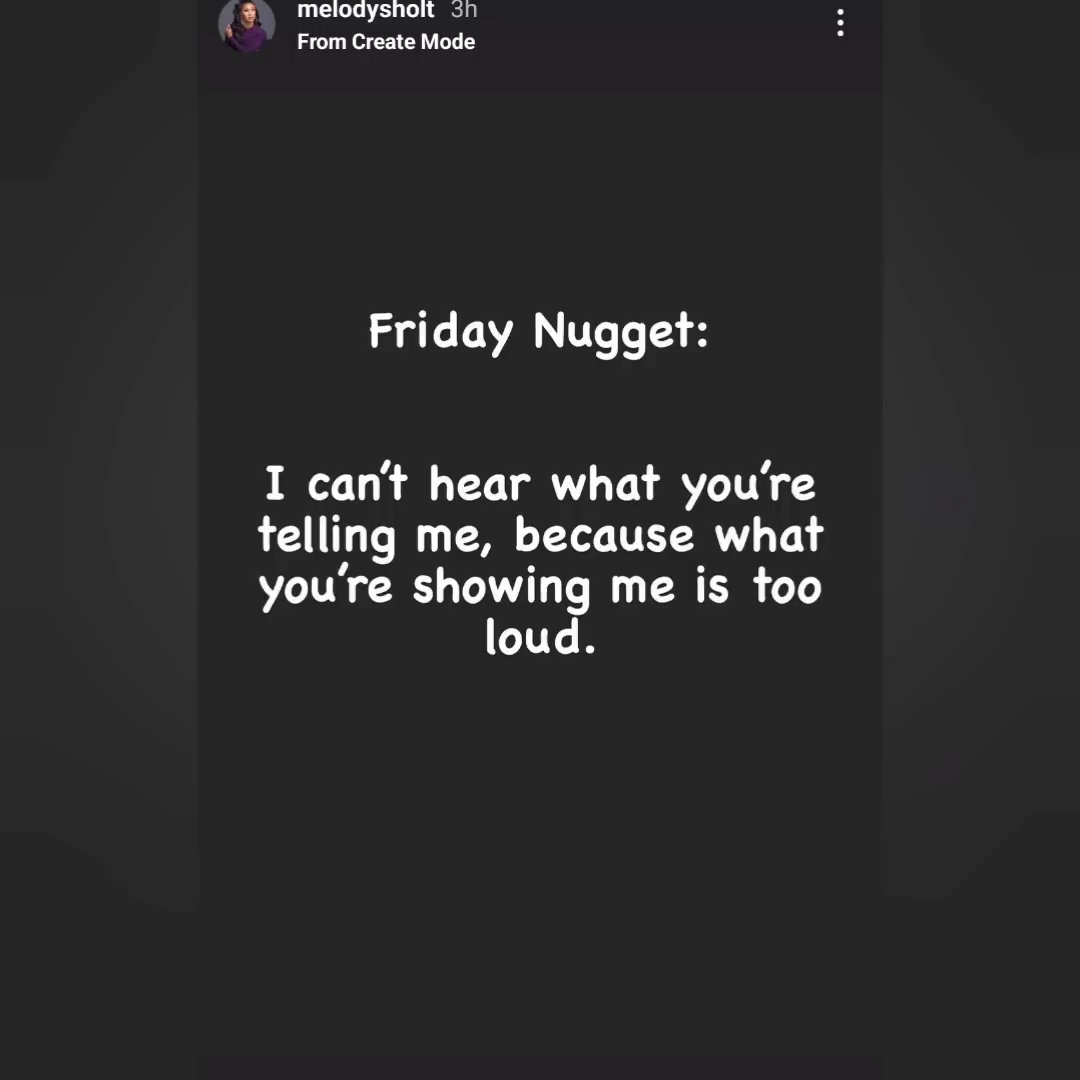 melodysholt 3h
From Create Mode
Friday Nugget:
I can't hear what you're
telling me, because what
you're showing me is too
loud.